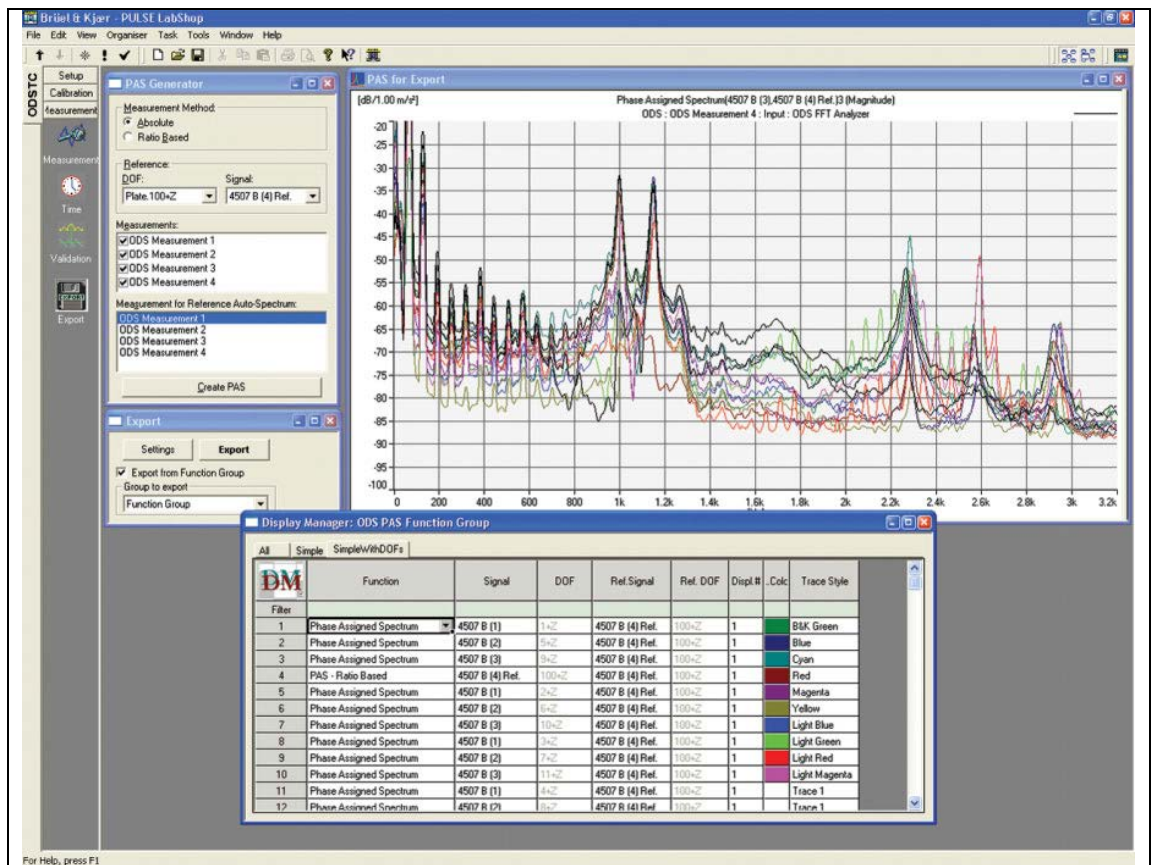 Brüel & Kjær - PULSE LabShop
File Edit View Organiser Task Tools Window Help
ODSTC
Setup
Calibration
Measurement
Time
Validation
Export
PAS Generator
Measurement Method:
Absolute
Ratio Based
Reference:
DOF: Signal:
Plate.100+Z 4507 B (4) Ref.
Measurements:
ODS Measurement 1
ODS Measurement 2
ODS Measurement 3
ODS Measurement 4
Measurement for Reference Auto-Spectrum:
ODS Measurement 1
ODS Measurement 2
ODS Measurement 3
ODS Measurement 4
Create PAS
Export
Settings Export
Export from Function Group
Group to export
Function Group
PAS for Export
[dB/1.00 m/s²] Phase Assigned Spectrum(4507 B (3),4507 B (4) Ref.)3 (Magnitude)
ODS : ODS Measurement 4 : Input : ODS FFT Analyzer
-20
-25
-30
-35
-40
-45
-50
-55
-60
-65
-70
-75
-80
-85
-90
-95
-100
0 200 400 600 800 1k 1.2k 1.4k 1.6k 1.8k 2k 2.2k 2.4k 2.6k 2.8k 3k 3.2k
Display Manager: ODS PAS Function Group
All Simple SimpleWithDOFs
DM Function Signal DOF Ref.Signal Ref. DOF Displ.# ..Colc Trace Style
Filter
1 Phase Assigned Spectrum 4507 B (1) 1+Z 4507 B (4) Ref. 100+Z 1 B&K Green
2 Phase Assigned Spectrum 4507 B (2) 5+Z 4507 B (4) Ref. 100+Z 1 Blue
3 Phase Assigned Spectrum 4507 B (3) 9+Z 4507 B (4) Ref. 100+Z 1 Cyan
4 PAS - Ratio Based 4507 B (4) Ref. 100+Z 4507 B (4) Ref. 100+Z 1 Red
5 Phase Assigned Spectrum 4507 B (1) 2+Z 4507 B (4) Ref. 100+Z 1 Magenta
6 Phase Assigned Spectrum 4507 B (2) 6+Z 4507 B (4) Ref. 100+Z 1 Yellow
7 Phase Assigned Spectrum 4507 B (3) 10+Z 4507 B (4) Ref. 100+Z 1 Light Blue
8 Phase Assigned Spectrum 4507 B (1) 3+Z 4507 B (4) Ref. 100+Z 1 Light Green
9 Phase Assigned Spectrum 4507 B (2) 7+Z 4507 B (4) Ref. 100+Z 1 Light Red
10 Phase Assigned Spectrum 4507 B (3) 11+Z 4507 B (4) Ref. 100+Z 1 Light Magenta
11 Phase Assigned Spectrum 4507 B (1) 4+Z 4507 B (4) Ref. 100+Z 1 Trace 1
12 Phase Assigned Spectrum 4507 B (2) 8+Z 4507 B (4) Ref. 100+Z 1 Trace 1
For Help, press F1